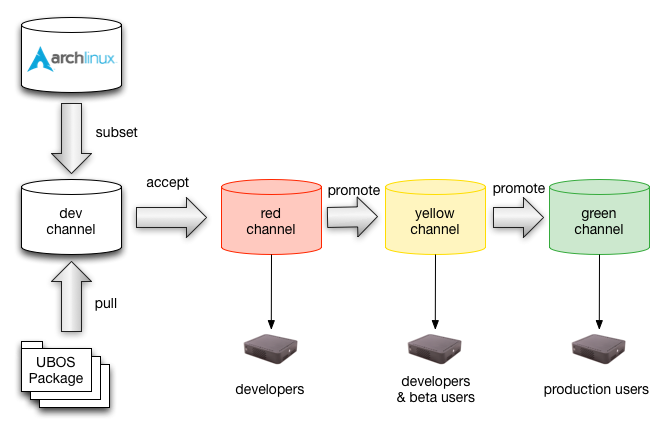 archlinux
subset
dev
channel
accept
red
channel
promote
yellow
channel
promote
green
channel
pull
UBOS
Package
developers
developers
& beta users
production users